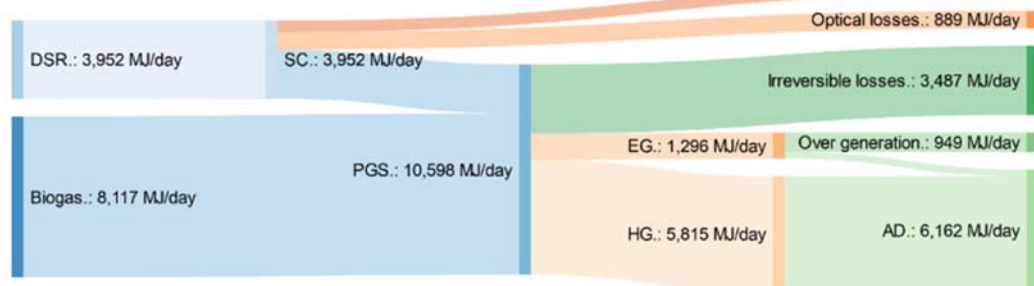 Optical losses.: 889 MJ/day
DSR.: 3,952 MJ/day
SC.: 3,952 MJ/day
Irreversible losses.: 3,487 MJ/day
EG.: 1,296 MJ/day
Over generation.: 949 MJ/day
PGS.: 10,598 MJ/day
Biogas.: 8,117 MJ/day
HG.: 5,815 MJ/day
AD.: 6,162 MJ/day